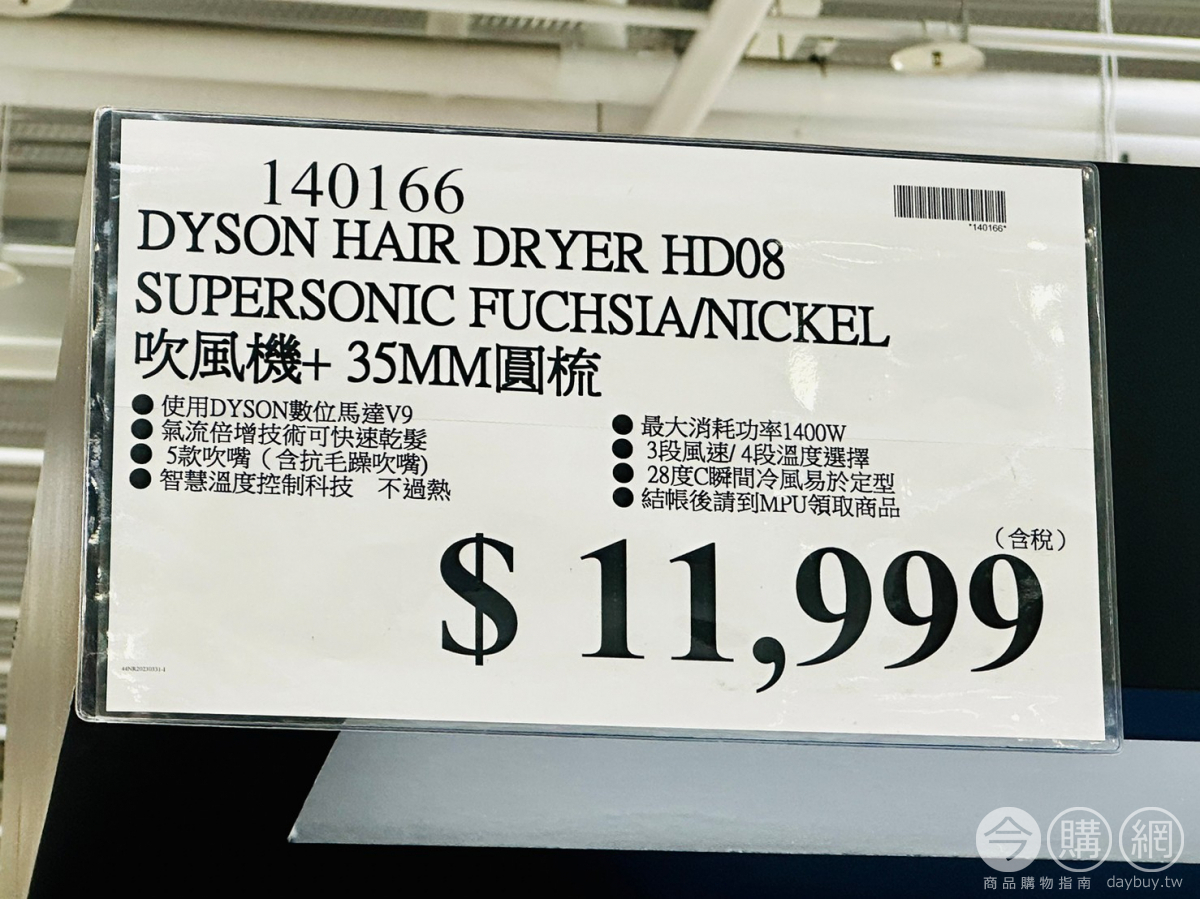 140166
*140166*
DYSON HAIR DRYER HD08
SUPERSONIC FUCHSIA/NICKEL
吹風機+ 35MM圓梳
● 使用DYSON數位馬達V9
● 氣流倍增技術可快速乾髮
● 5款吹嘴（含抗毛躁吹嘴)
● 智慧溫度控制科技 不過熱
● 最大消耗功率1400W
● 3段風速/ 4段溫度選擇
● 28度C瞬間冷風易於定型
● 結帳後請到MPU領取商品
（含稅）
$ 11,999
今購網
商品購物指南 daybuy.tw